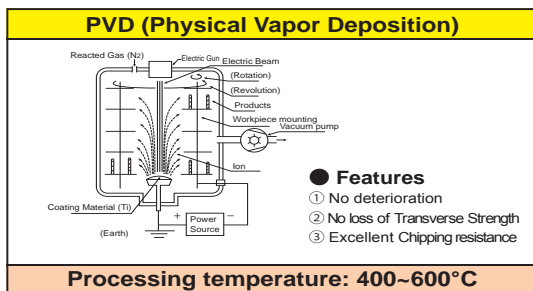 PVD (Physical Vapor Deposition)
Reacted Gas (N2)
Electric Gun
Electric Beam
(Rotation)
(Revolution)
Products
Workpiece mounting
Vacuum pump
Ion
Coating Material (Ti)
+
Power
Source
−
(Earth)
● Features
① No deterioration
② No loss of Transverse Strength
③ Excellent Chipping resistance
Processing temperature: 400~600°C